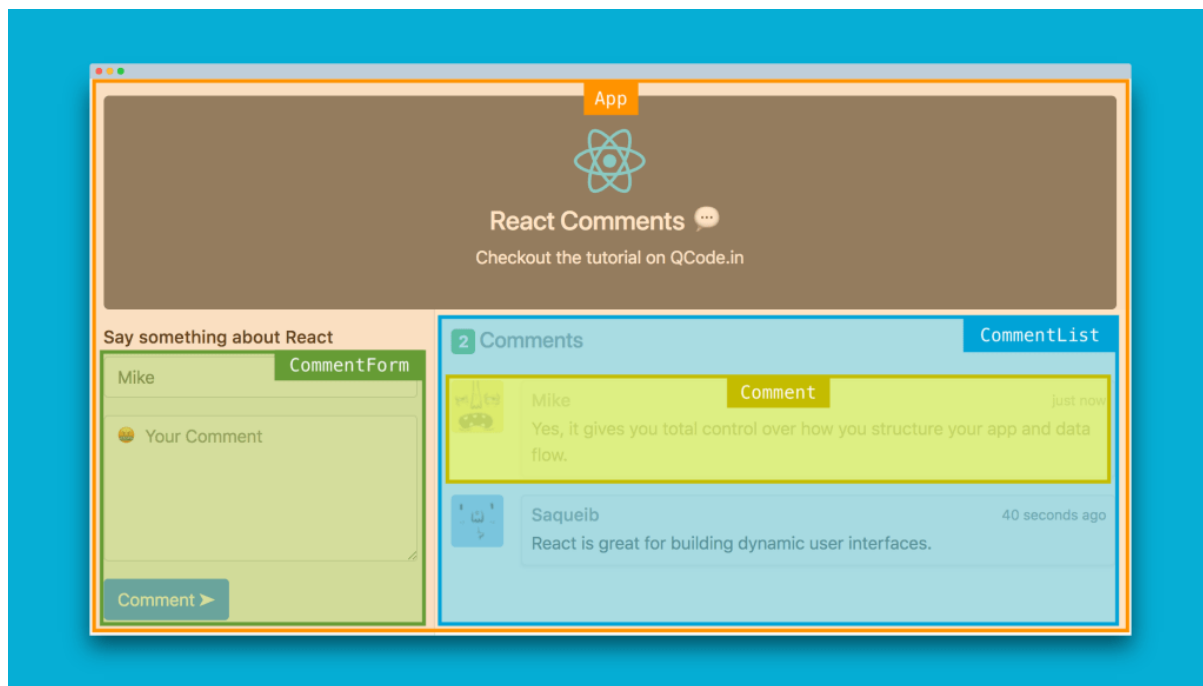 App
React Comments 💬
Checkout the tutorial on QCode.in
Say something about React
CommentForm
Mike
😁 Your Comment
Comment ➤
2 Comments
CommentList
Comment
Mike just now
Yes, it gives you total control over how you structure your app and data
flow.
Saqueib 40 seconds ago
React is great for building dynamic user interfaces.